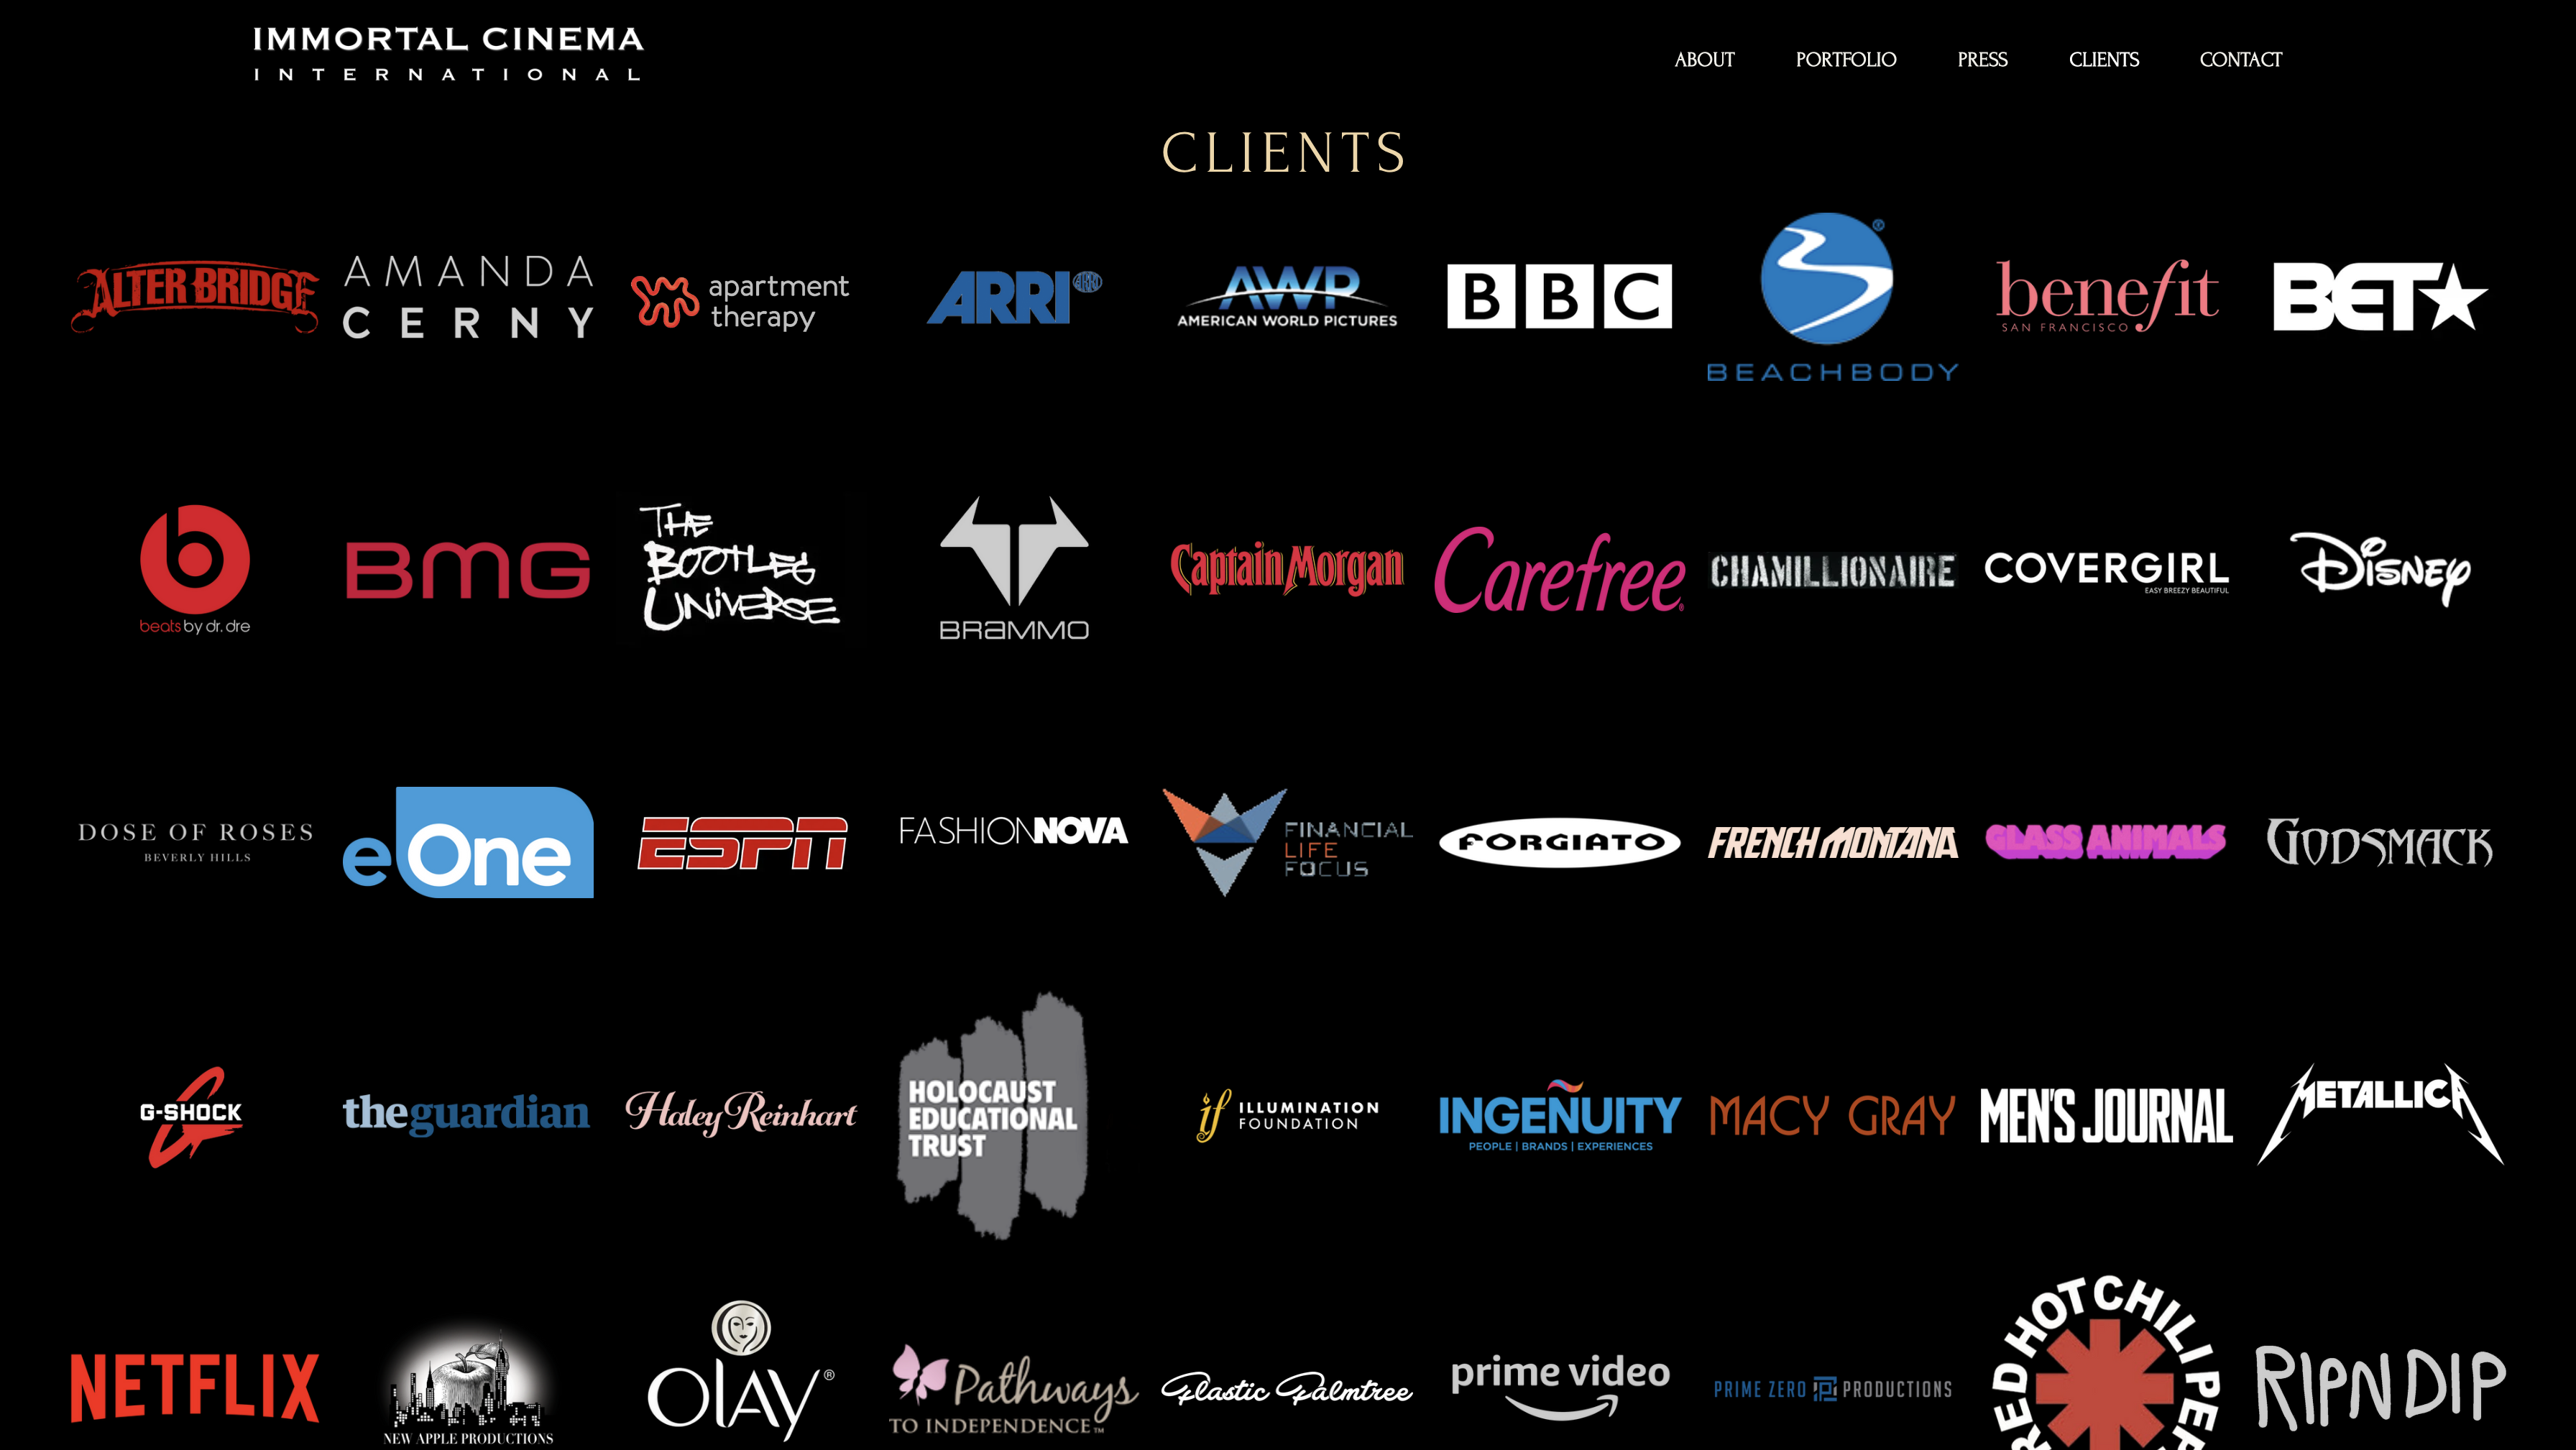 IMMORTAL CINEMA
INTERNATIONAL
ABOUT PORTFOLIO PRESS CLIENTS CONTACT
CLIENTS
ALTER BRIDGE
AMANDA
CERNY
apartment
therapy
ARRI
ARRI
®
AWP
AMERICAN WORLD PICTURES
BBC
®
BEACHBODY
benefit
SAN FRANCISCO
BET
b
beats by dr. dre
BMG
THE
BOOTLEG
UNIVERSE
BRAMMO
Captain Morgan
Carefree®
CHAMILLIONAIRE
COVERGIRL
EASY BREEZY BEAUTIFUL
Disney
DOSE OF ROSES
BEVERLY HILLS
eOne
ESPN
FASHIONNOVA
FINANCIAL
LIFE
FOCUS
FORGIATO
FRENCH MONTANA
GLASS ANIMALS
GODSMACK
G-SHOCK
theguardian
Haley Reinhart
HOLOCAUST
EDUCATIONAL
TRUST
if
ILLUMINATION
FOUNDATION
INGEÑUITY
PEOPLE | BRANDS | EXPERIENCES
MACY GRAY
MEN'S JOURNAL
METALLICA
NETFLIX
NEW APPLE PRODUCTIONS
OLAY®
Pathways
TO INDEPENDENCE™
Plastic Palmtree
prime video
PRIME ZERO PRODUCTIONS
RED HOT CHILI PEP
RIPNDIP